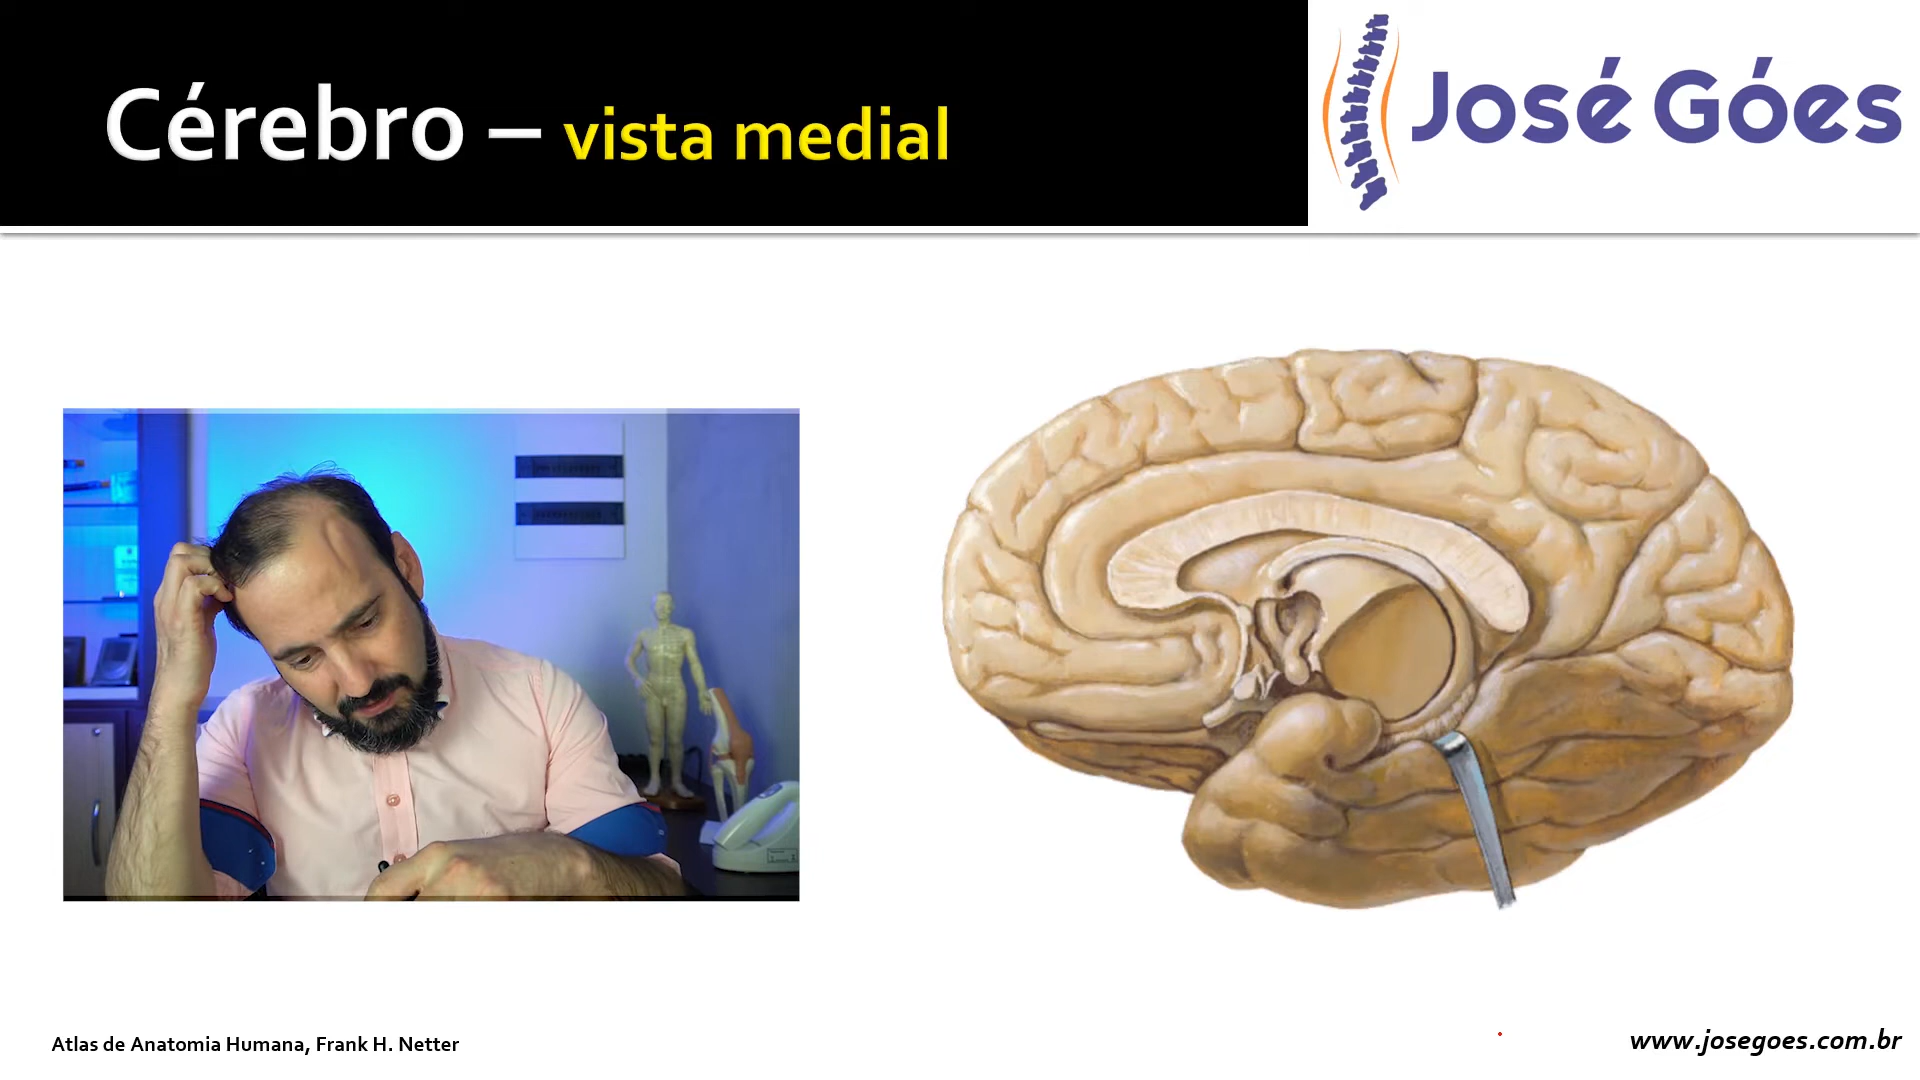 Cérebro – vista medial
José Góes
Atlas de Anatomia Humana, Frank H. Netter
www.josegoes.com.br